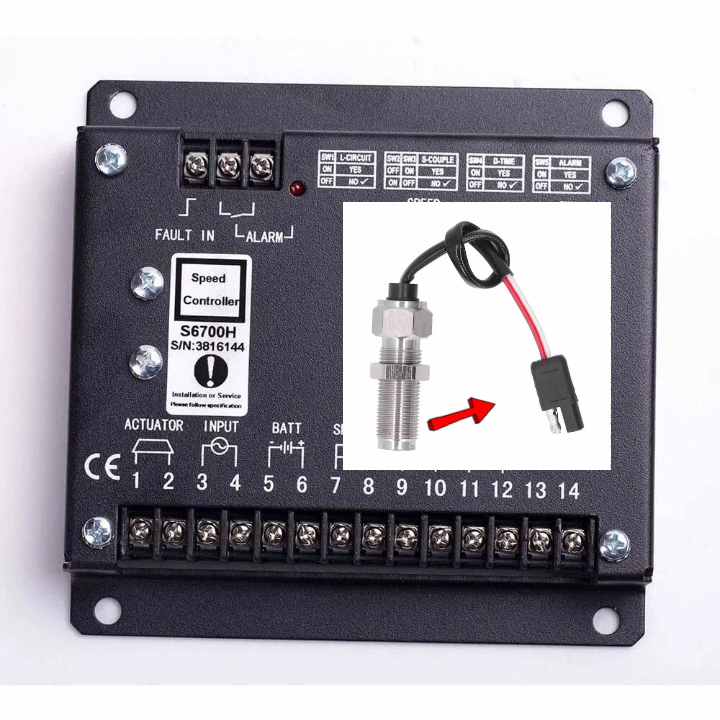 SW1 L-CIRCUIT
ON YES
OFF NO ✓
SW2 SW3 S-COUPLE
OFF ON YES
ON OFF NO ✓
SW4 D-TIME
ON YES
OFF NO ✓
SW5 ALARM
ON YES
OFF NO ✓
FAULT IN
ALARM
Speed
Controller
S6700H
S/N:3816144
Installation or Service
Please follow specification
ACTUATOR INPUT BATT
- +
CE 1 2 3 4 5 6 7 8 9 10 11 12 13 14